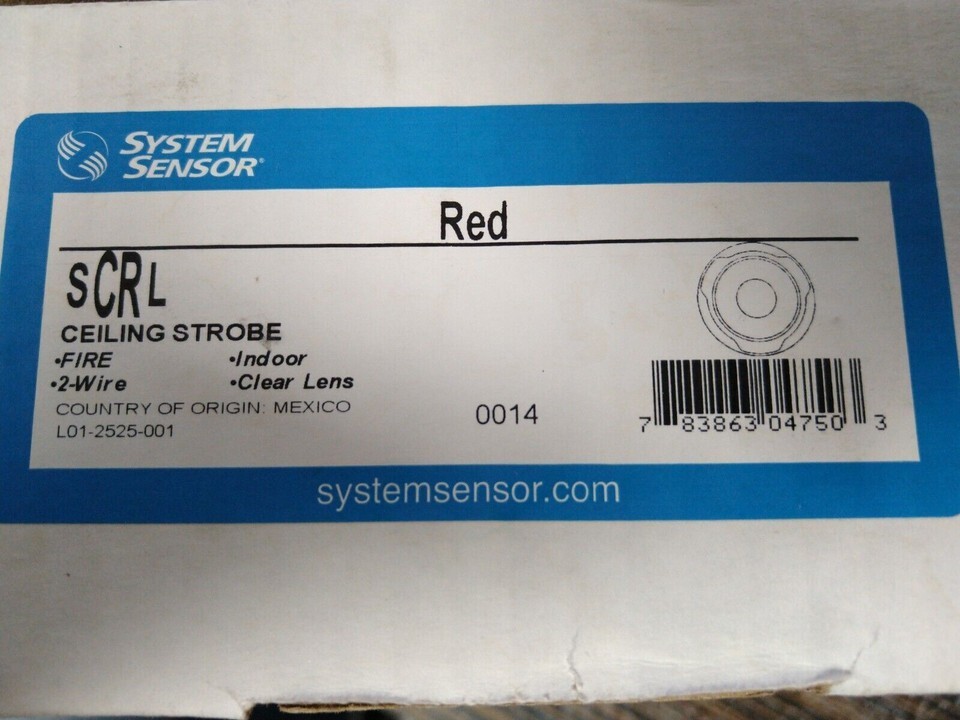 SYSTEM
SENSOR®
Red
SCRL
CEILING STROBE
•FIRE •Indoor
•2-Wire •Clear Lens
COUNTRY OF ORIGIN: MEXICO
L01-2525-001
0014
7 83863 04750 3
systemsensor.com